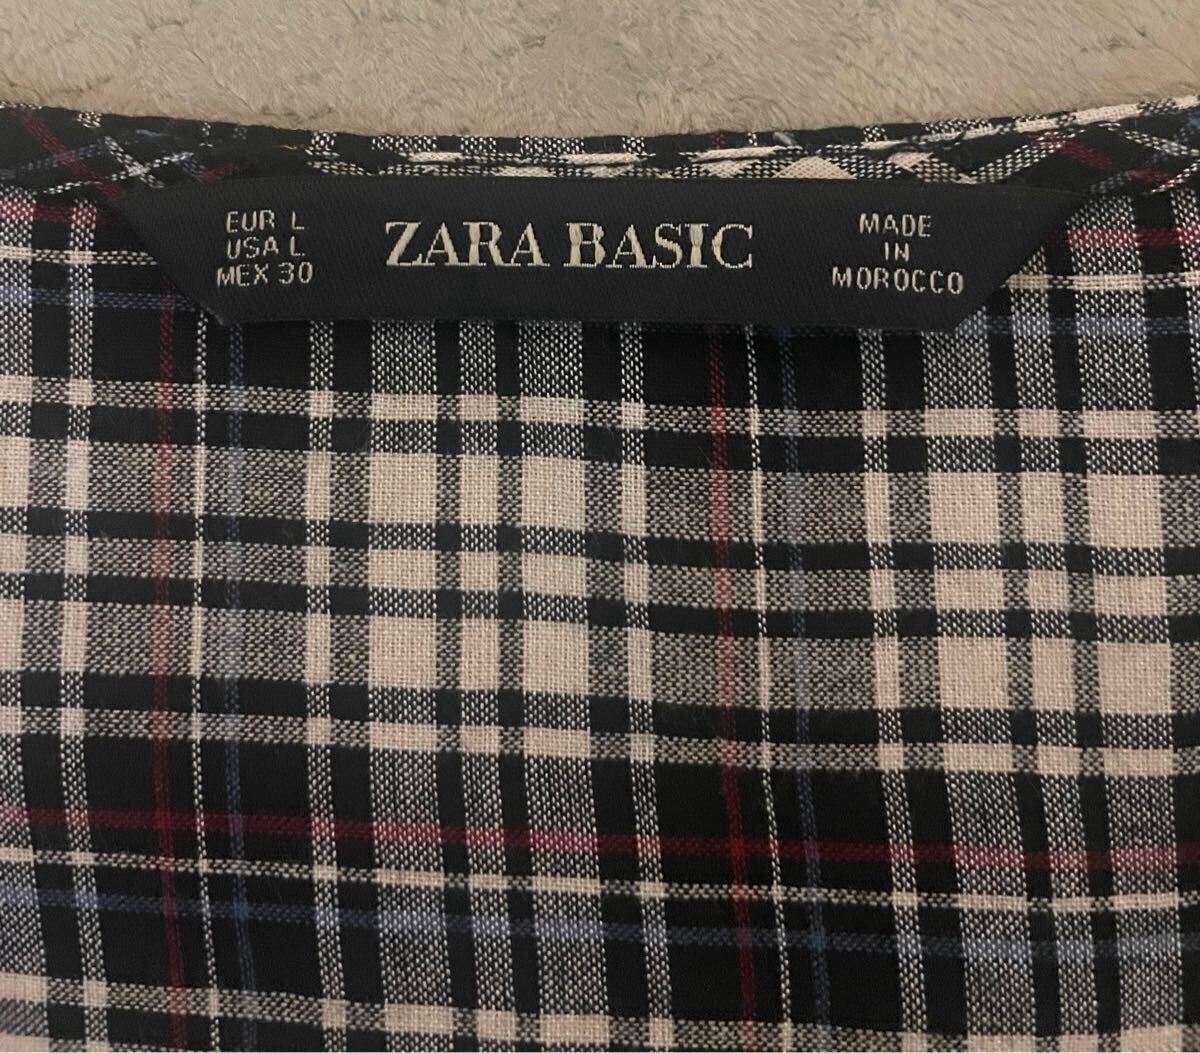 EUR L
USA L
MEX 30
ZARA BASIC
MADE
IN
MOROCCO